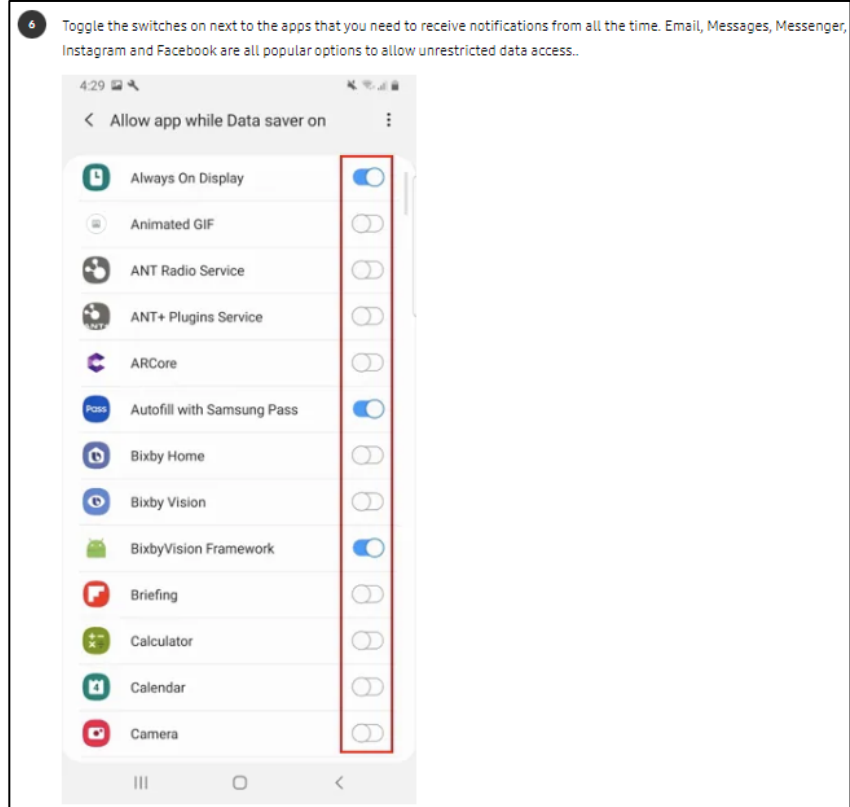 6
Toggle the switches on next to the apps that you need to receive notifications from all the time. Email, Messages, Messenger,
Instagram and Facebook are all popular options to allow unrestricted data access..
4:29
Allow app while Data saver on
Always On Display
Animated GIF
ANT Radio Service
ANT+ Plugins Service
ARCore
Pass Autofill with Samsung Pass
Bixby Home
Bixby Vision
BixbyVision Framework
Briefing
Calculator
4 Calendar
Camera